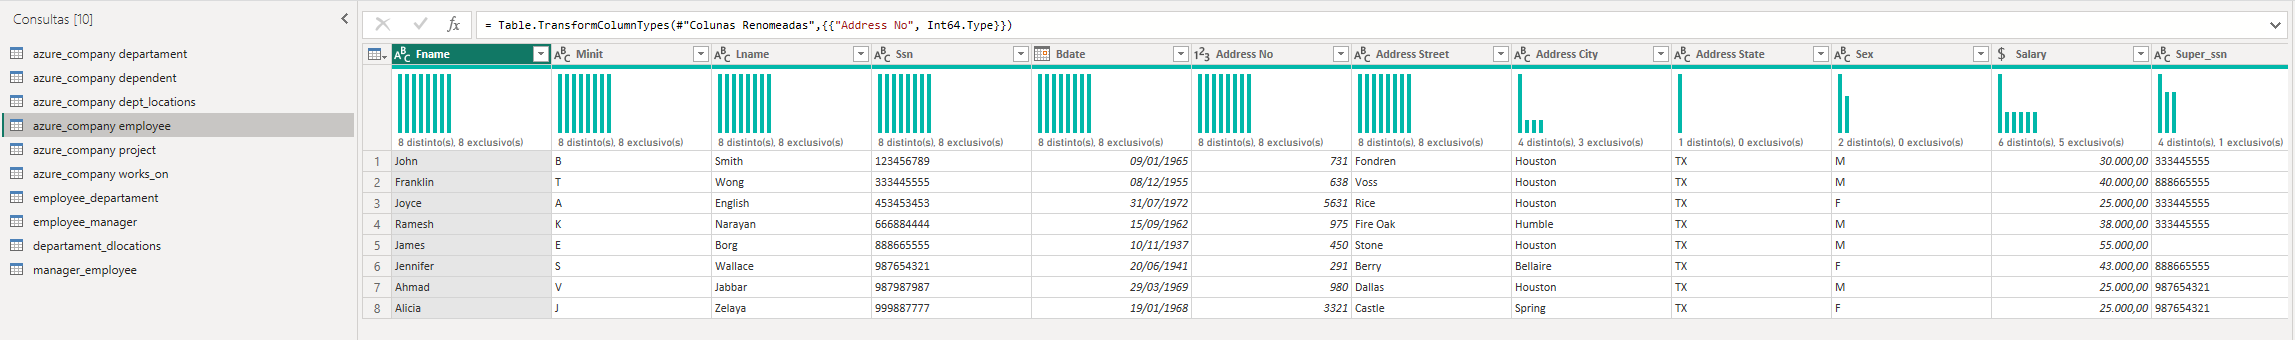 Consultas [10]
azure_company departament
azure_company dependent
azure_company dept_locations
azure_company employee
azure_company project
azure_company works_on
employee_departament
employee_manager
departament_dlocations
manager_employee
fx = Table.TransformColumnTypes(#"Colunas Renomeadas",{{"Address No", Int64.Type}})
ABC Fname ABC Minit ABC Lname ABC Ssn Bdate 123 Address No ABC Address Street ABC Address City ABC Address State ABC Sex $ Salary ABC Super_ssn
8 distinto(s), 8 exclusivo(s) 8 distinto(s), 8 exclusivo(s) 8 distinto(s), 8 exclusivo(s) 8 distinto(s), 8 exclusivo(s) 8 distinto(s), 8 exclusivo(s) 8 distinto(s), 8 exclusivo(s) 8 distinto(s), 8 exclusivo(s) 4 distinto(s), 3 exclusivo(s) 1 distinto(s), 0 exclusivo(s) 2 distinto(s), 0 exclusivo(s) 6 distinto(s), 5 exclusivo(s) 4 distinto(s), 1 exclusivo(s)
1 John B Smith 123456789 09/01/1965 731 Fondren Houston TX M 30.000,00 333445555
2 Franklin T Wong 333445555 08/12/1955 638 Voss Houston TX M 40.000,00 888665555
3 Joyce A English 453453453 31/07/1972 5631 Rice Houston TX F 25.000,00 333445555
4 Ramesh K Narayan 666884444 15/09/1962 975 Fire Oak Humble TX M 38.000,00 333445555
5 James E Borg 888665555 10/11/1937 450 Stone Houston TX M 55.000,00
6 Jennifer S Wallace 987654321 20/06/1941 291 Berry Bellaire TX F 43.000,00 888665555
7 Ahmad V Jabbar 987987987 29/03/1969 980 Dallas Houston TX M 25.000,00 987654321
8 Alicia J Zelaya 999887777 19/01/1968 3321 Castle Spring TX F 25.000,00 987654321